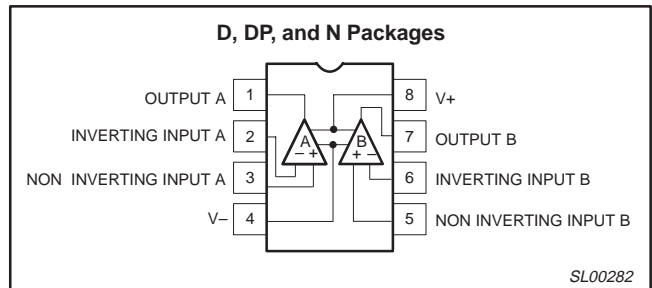 D, DP, and N Packages
OUTPUT A 1 8 V+
INVERTING INPUT A 2 A B 7 OUTPUT B
– + + –
NON INVERTING INPUT A 3 6 INVERTING INPUT B
V– 4 5 NON INVERTING INPUT B
SL00282